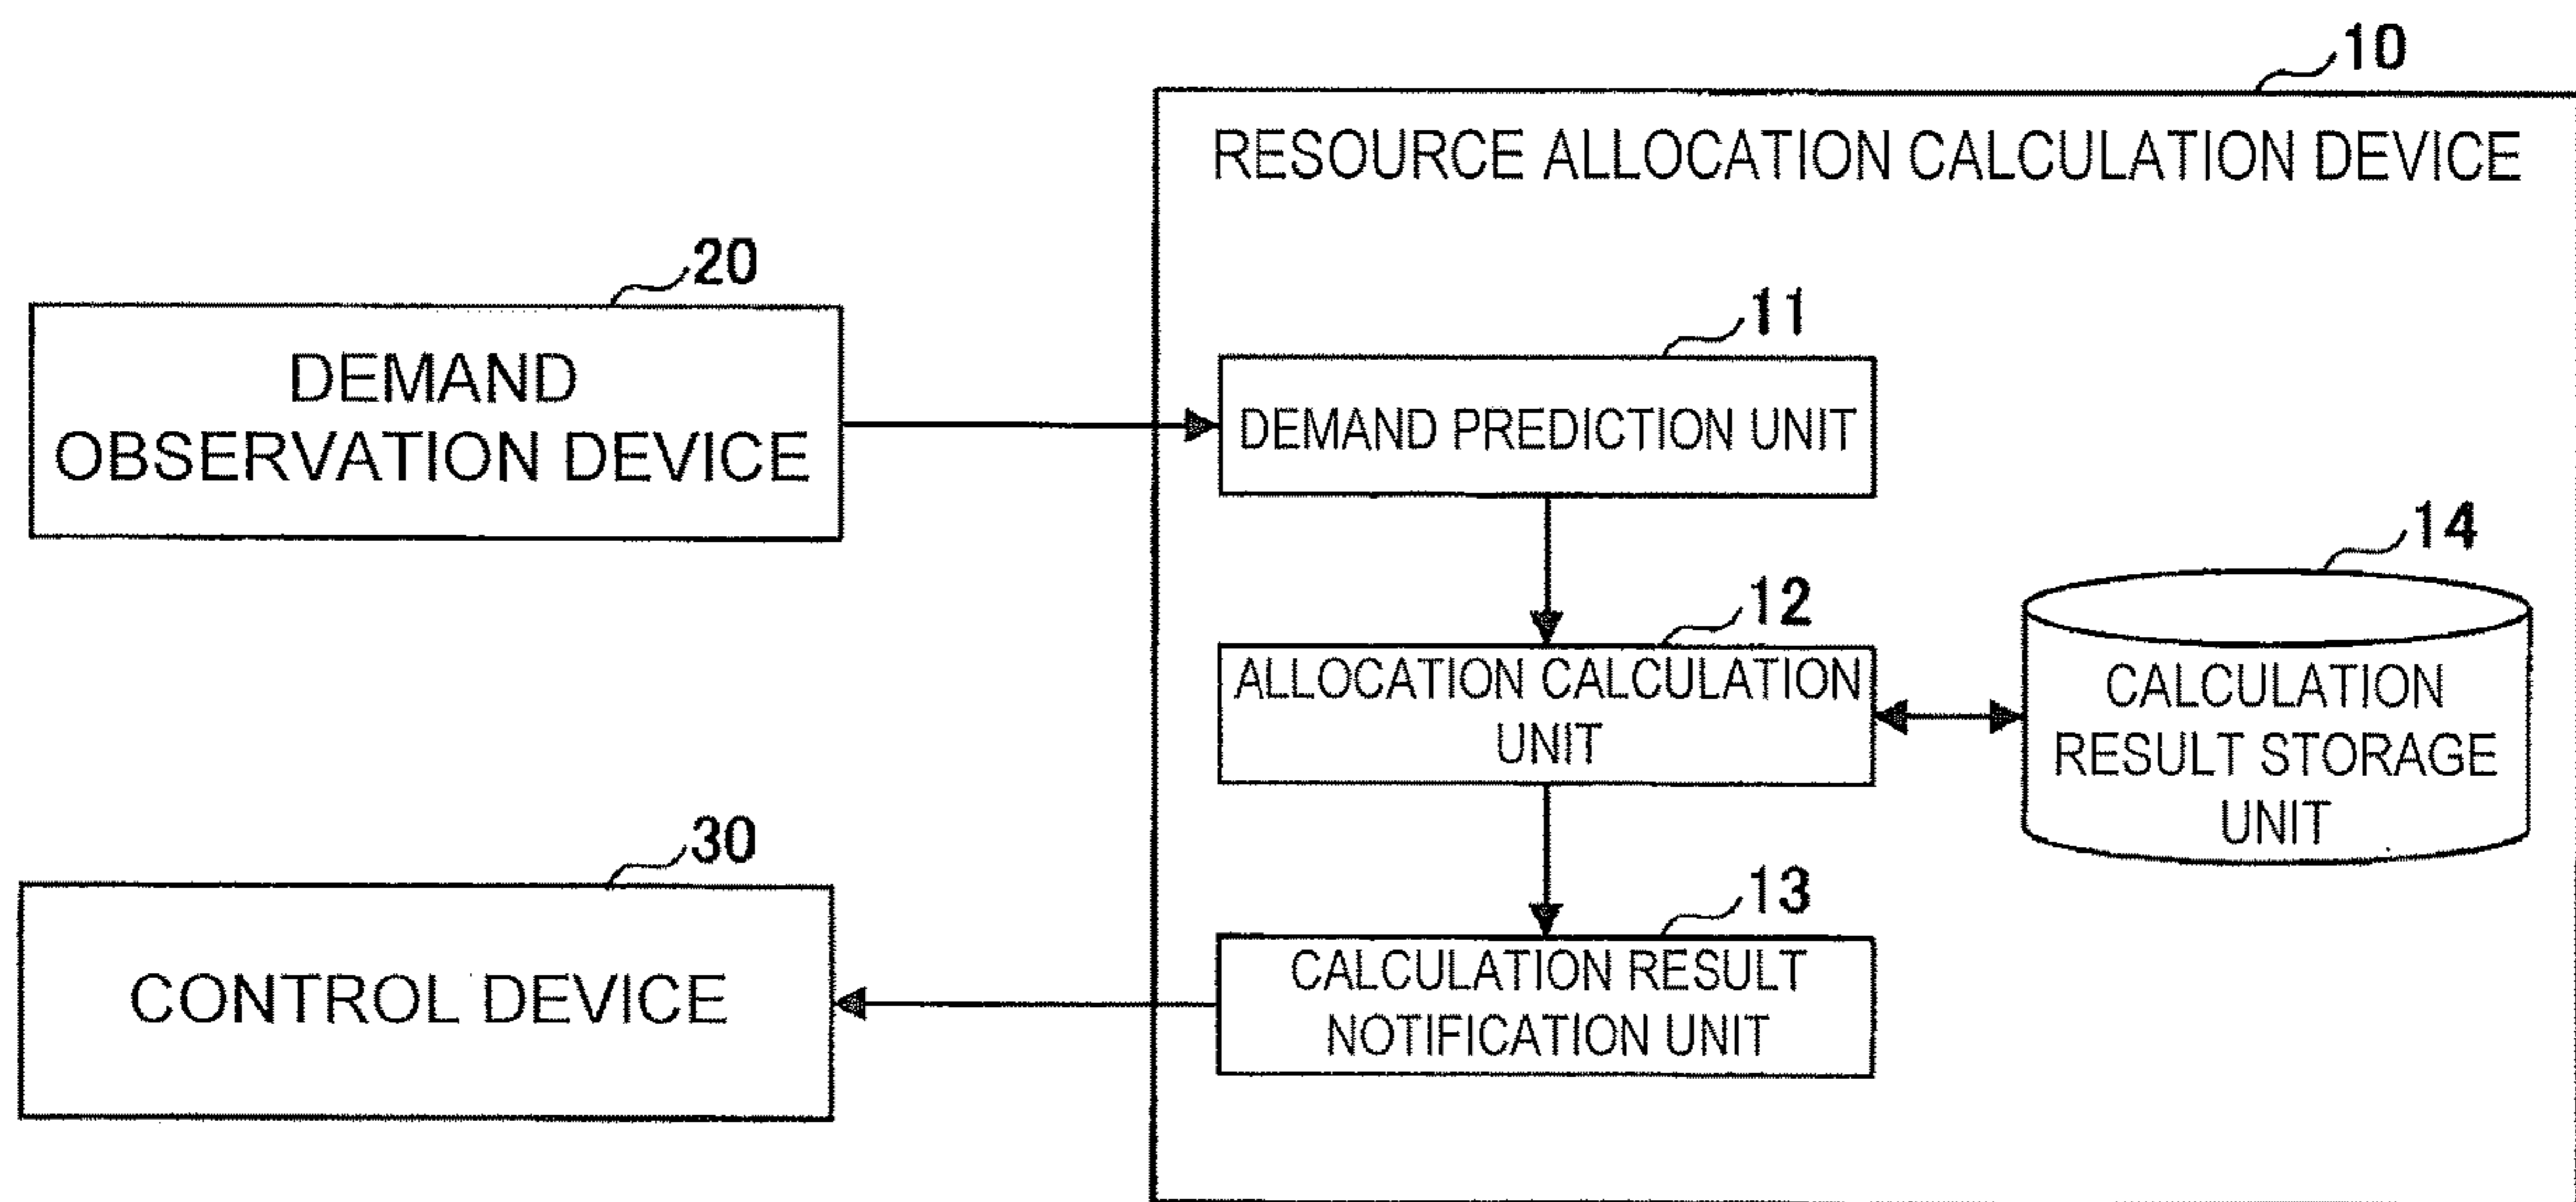 10
RESOURCE ALLOCATION CALCULATION DEVICE
20
DEMAND
OBSERVATION DEVICE
11
DEMAND PREDICTION UNIT
12
ALLOCATION CALCULATION
UNIT
14
CALCULATION
RESULT STORAGE
UNIT
30
CONTROL DEVICE
13
CALCULATION RESULT
NOTIFICATION UNIT